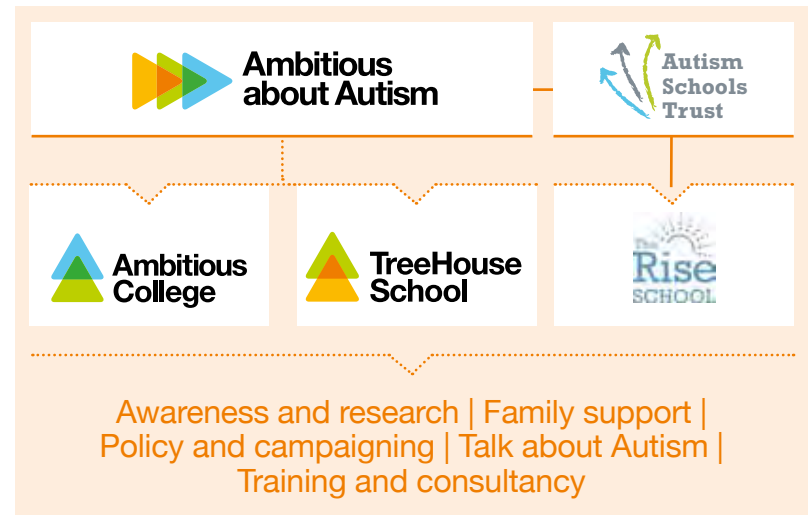 Ambitious
about Autism
Autism
Schools
Trust
Ambitious
College
TreeHouse
School
The
Rise
SCHOOL
Awareness and research | Family support |
Policy and campaigning | Talk about Autism |
Training and consultancy